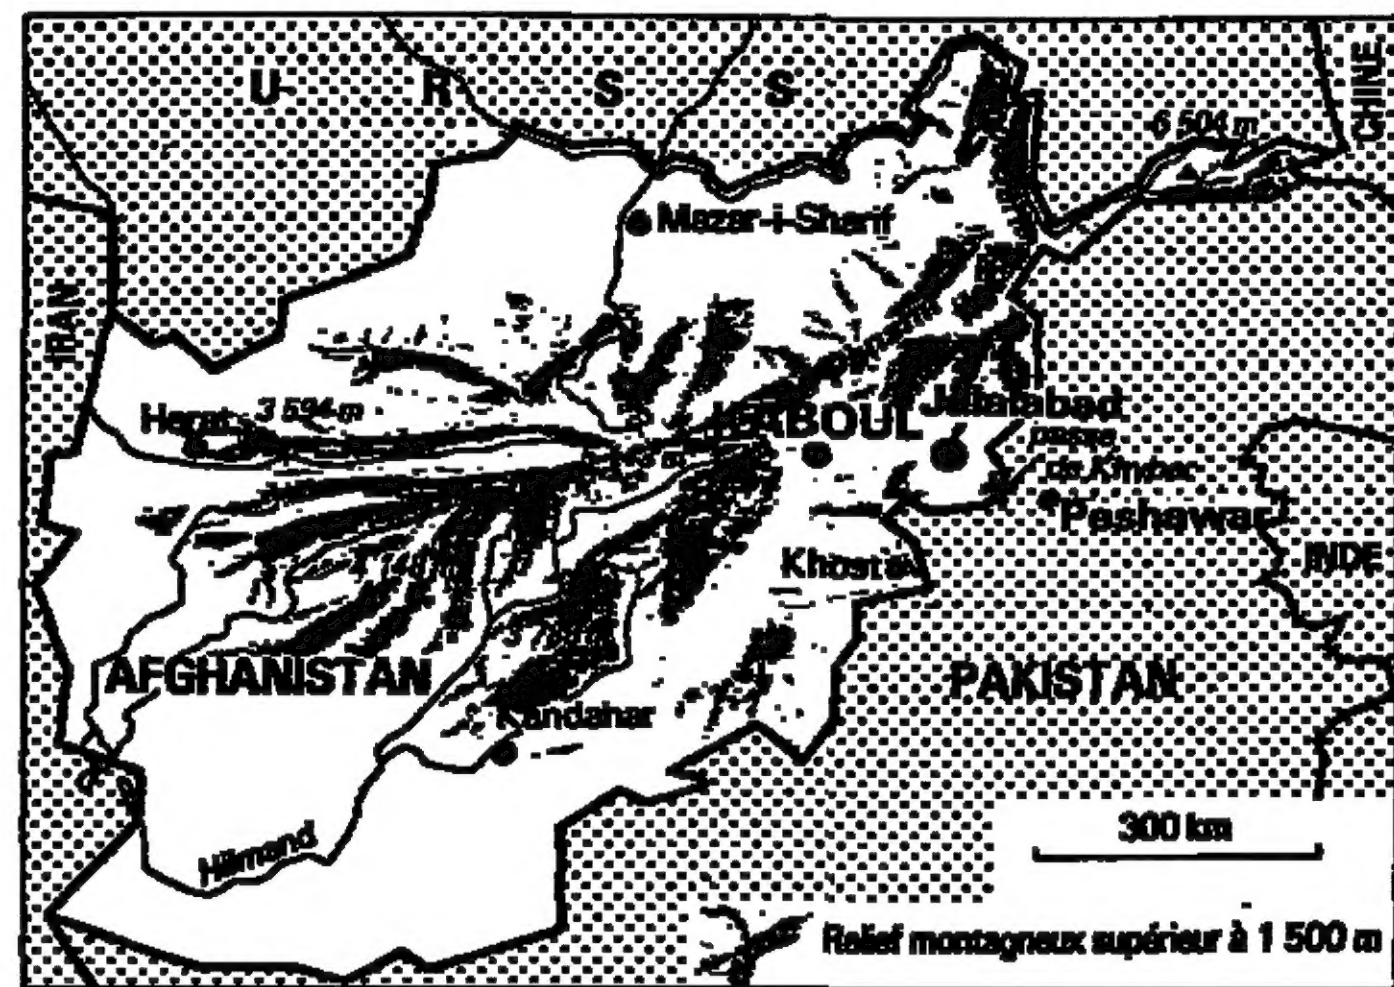 U R S S
CHINE
6 504 m
Mazar-i-Sharif
IRAN
Herat
3 594 m
KABOUL
Jalalabad
passe
de Khyber
Peshawar
INDE
Khost
AFGHANISTAN
PAKISTAN
Kandahar
300 km
Hilmand
Relief montagneux supérieur à 1 500 m